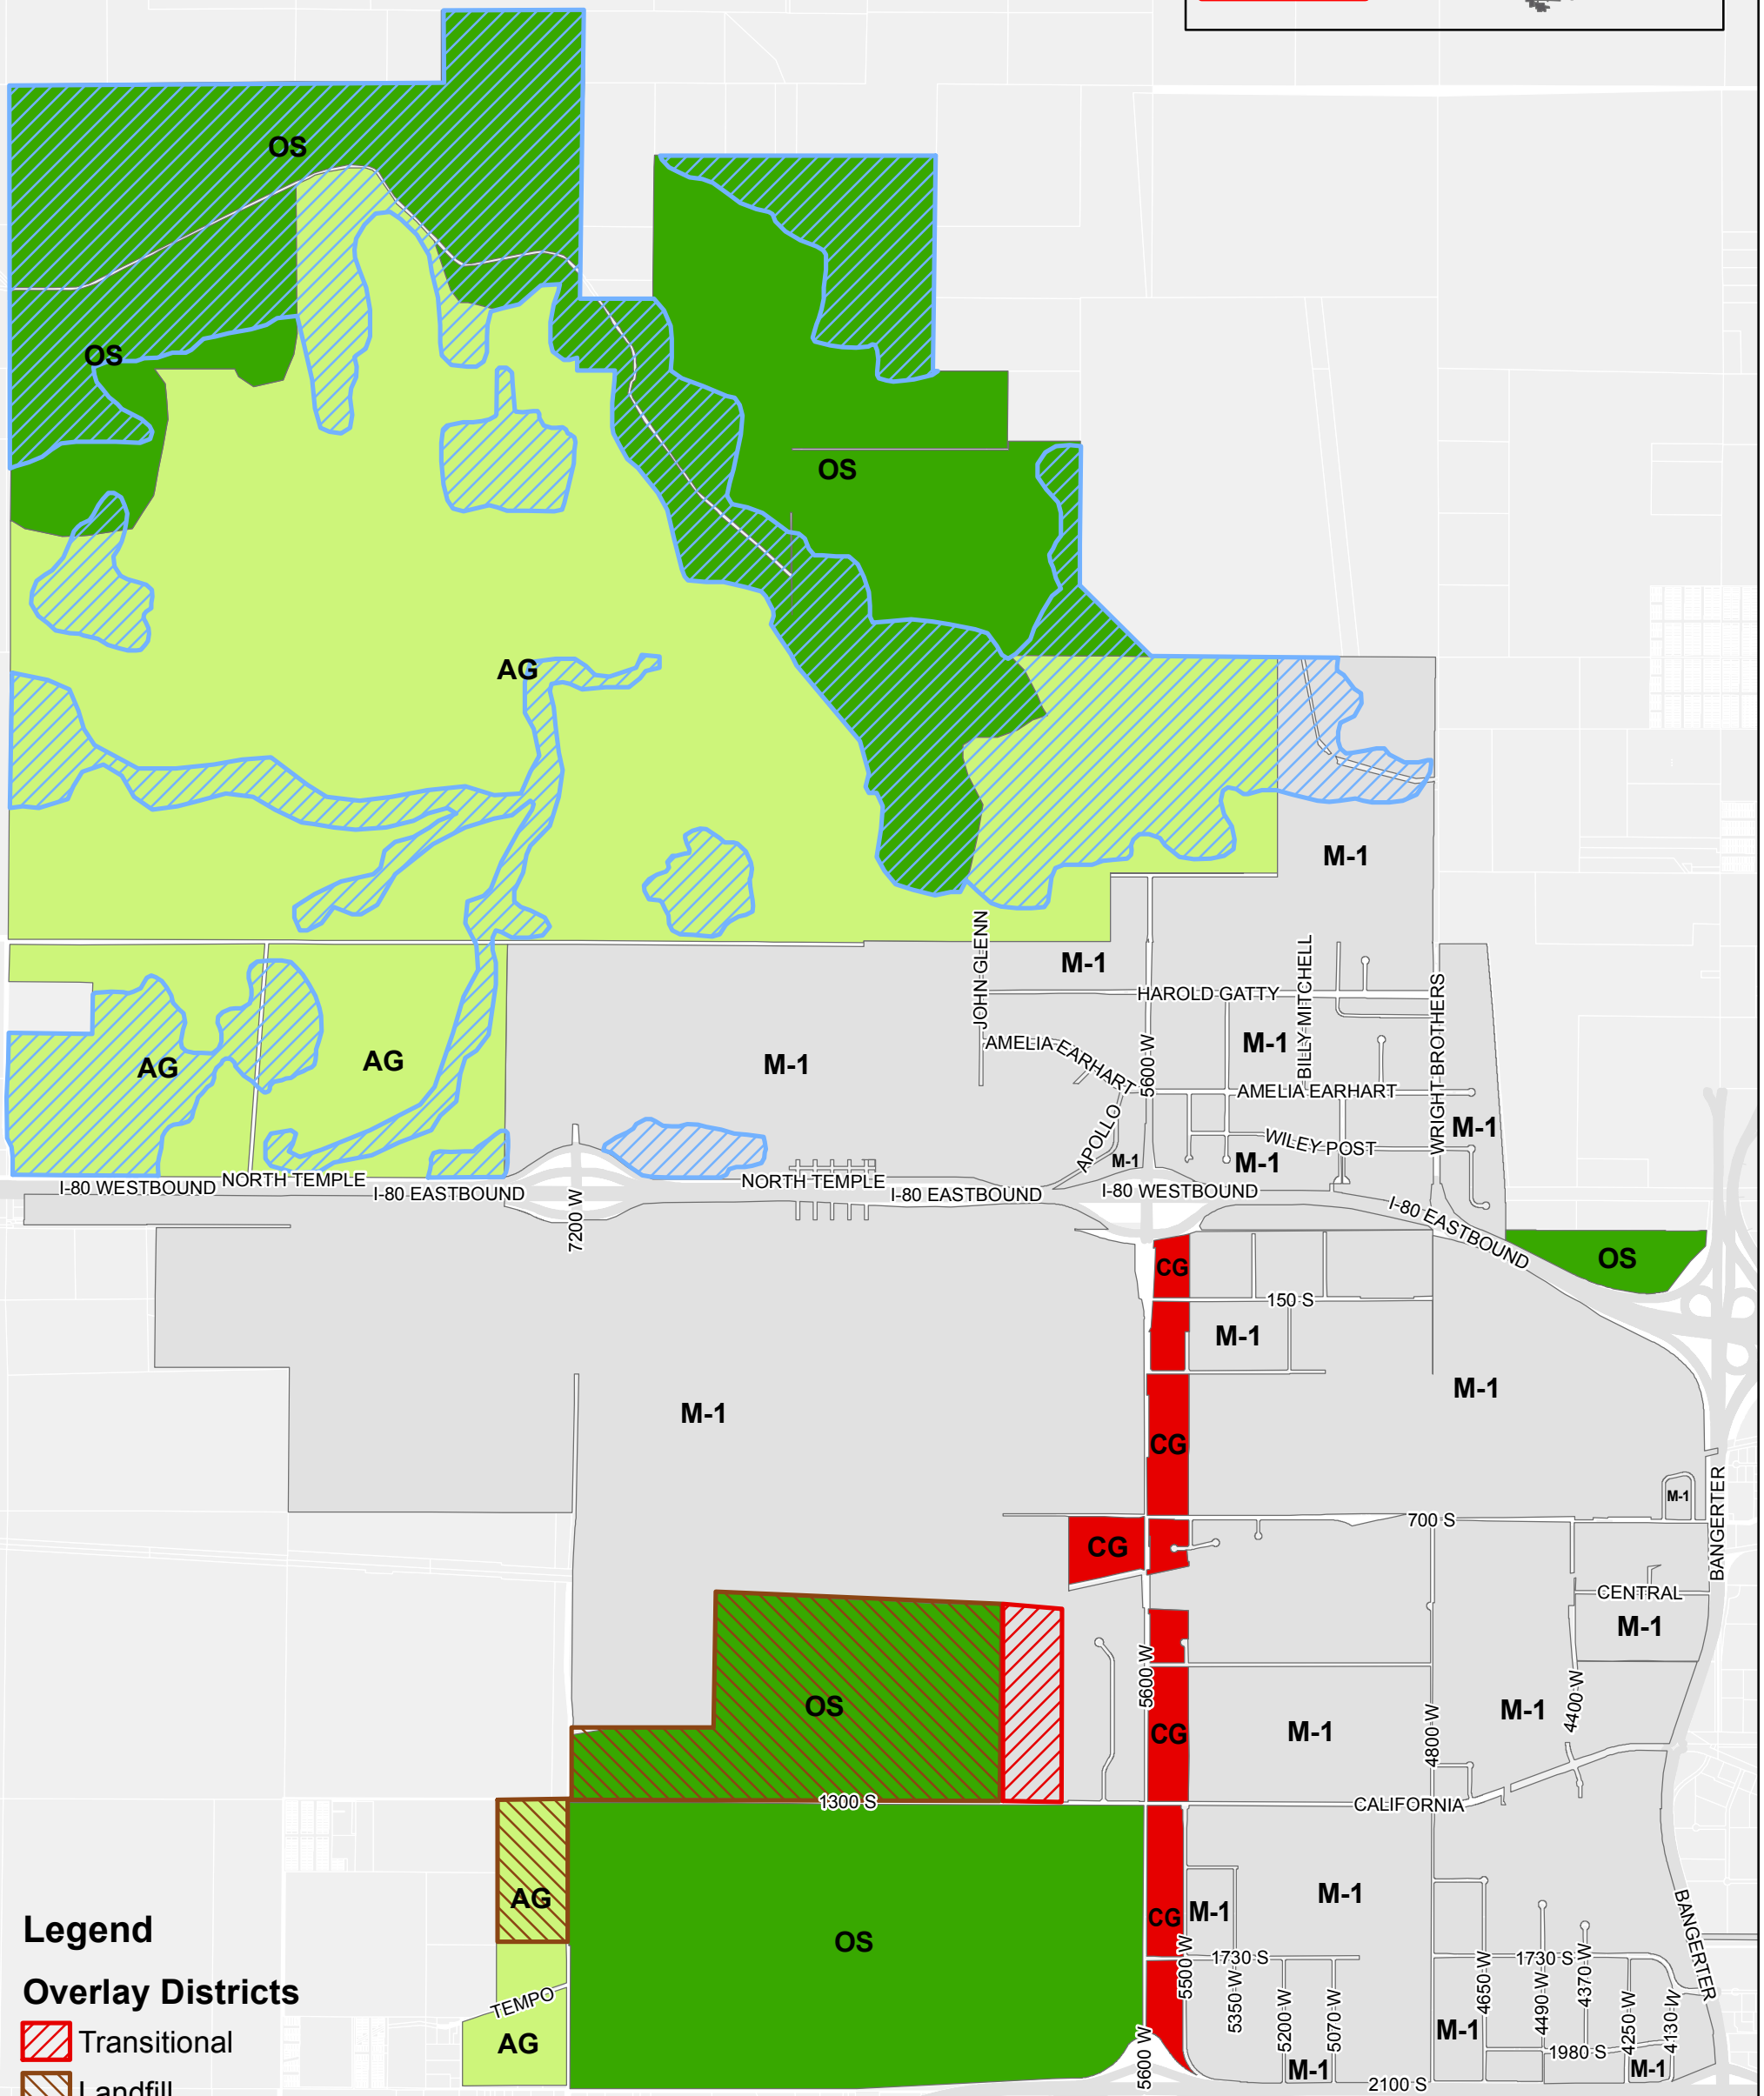 OS
OS
OS
AG
M-1
M-1
JOHN GLENN
HAROLD GATTY
BILLY MITCHELL
WRIGHT BROTHERS
M-1
M-1
AMELIA EARHART
5600 W
AG
AG
AMELIA EARHART
APOLLO
M-1
WILEY POST
M-1
M-1
M-1
NORTH TEMPLE
I-80 WESTBOUND
I-80 EASTBOUND
7200 W
NORTH TEMPLE
I-80 EASTBOUND
I-80 WESTBOUND
I-80 EASTBOUND
OS
CG
150 S
M-1
M-1
M-1
CG
M-1
BANGERTER
700 S
CG
CENTRAL
M-1
OS
5600 W
CG
M-1
4800 W
M-1
4400 W
1300 S
CALIFORNIA
AG
M-1
M-1
CG
OS
1730 S
1730 S
BANGERTER
5500 W
5350 W
5200 W
5070 W
4650 W
4490 W
4370 W
4250 W
4130 W
TEMPO
AG
M-1
1980 S
M-1
M-1
5600 W
2100 S
Legend
Overlay Districts
Transitional
Landfill